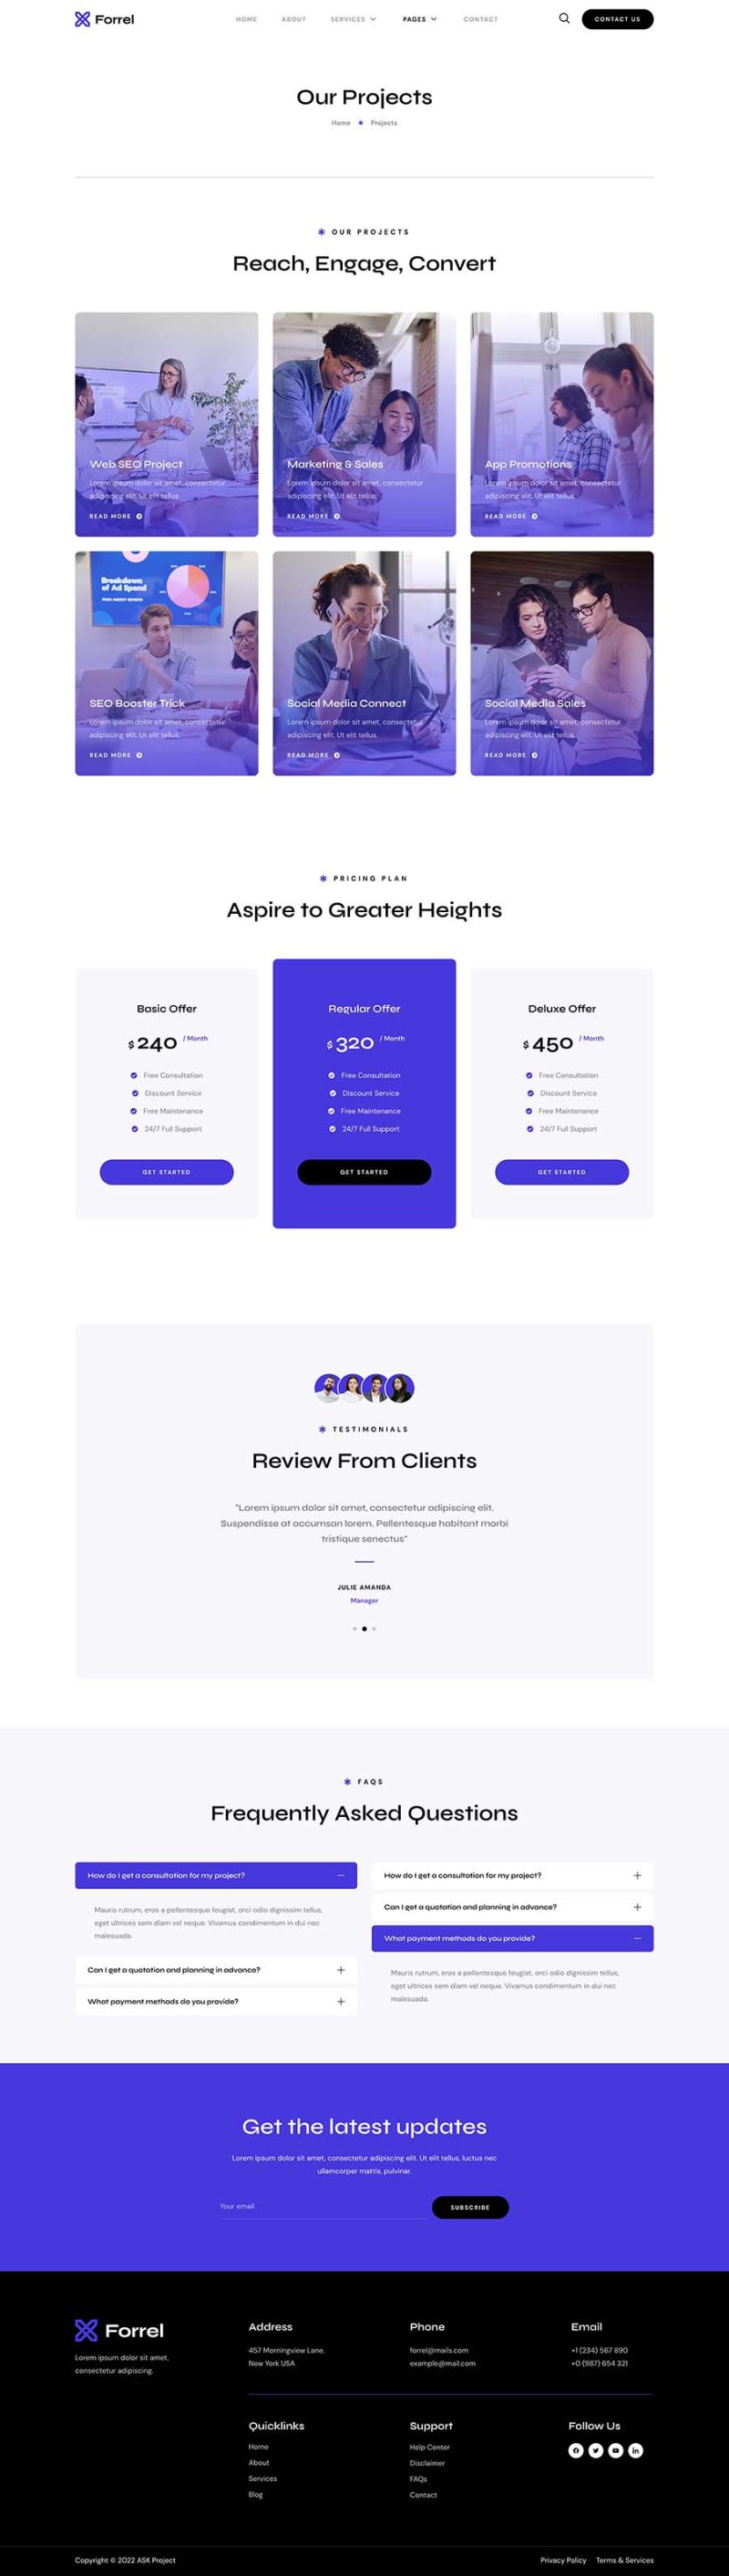 Forrel
HOME ABOUT SERVICES PAGES CONTACT
CONTACT US
Our Projects
Home Projects
OUR PROJECTS
Reach, Engage, Convert
Web SEO Project
Lorem ipsum dolor sit amet, consectetur
adipiscing elit. Ut elit tellus.
READ MORE
Marketing & Sales
Lorem ipsum dolor sit amet, consectetur
adipiscing elit. Ut elit tellus.
READ MORE
App Promotions
Lorem ipsum dolor sit amet, consectetur
adipiscing elit. Ut elit tellus.
READ MORE
Breakdown
of Ad Spend
SEO Booster Trick
Lorem ipsum dolor sit amet, consectetur
adipiscing elit. Ut elit tellus.
READ MORE
Social Media Connect
Lorem ipsum dolor sit amet, consectetur
adipiscing elit. Ut elit tellus.
READ MORE
Social Media Sales
Lorem ipsum dolor sit amet, consectetur
adipiscing elit. Ut elit tellus.
READ MORE
PRICING PLAN
Aspire to Greater Heights
Basic Offer
$ 240 / Month
Free Consultation
Discount Service
Free Maintenance
24/7 Full Support
GET STARTED
Regular Offer
$ 320 / Month
Free Consultation
Discount Service
Free Maintenance
24/7 Full Support
GET STARTED
Deluxe Offer
$ 450 / Month
Free Consultation
Discount Service
Free Maintenance
24/7 Full Support
GET STARTED
TESTIMONIALS
Review From Clients
"Lorem ipsum dolor sit amet, consectetur adipiscing elit.
Suspendisse at accumsan lorem. Pellentesque habitant morbi
tristique senectus"
JULIE AMANDA
Manager
FAQS
Frequently Asked Questions
How do I get a consultation for my project?
Mauris rutrum, eros a pellentesque feugiat, orci odio dignissim tellus,
eget ultrices sem diam vel neque. Vivamus condimentum in dui nec
malesuada.
Can I get a quotation and planning in advance?
What payment methods do you provide?
How do I get a consultation for my project?
Can I get a quotation and planning in advance?
What payment methods do you provide?
Mauris rutrum, eros a pellentesque feugiat, orci odio dignissim tellus,
eget ultrices sem diam vel neque. Vivamus condimentum in dui nec
malesuada.
Get the latest updates
Lorem ipsum dolor sit amet, consectetur adipiscing elit. Ut elit tellus, luctus nec
ullamcorper mattis, pulvinar.
Your email
SUBSCRIBE
Forrel
Lorem ipsum dolor sit amet,
consectetur adipiscing.
Address
457 Morningview Lane,
New York USA
Phone
forrel@mails.com
example@mail.com
Email
+1 (234) 567 890
+0 (987) 654 321
Quicklinks
Home
About
Services
Blog
Support
Help Center
Disclaimer
FAQs
Contact
Follow Us
Copyright © 2022 ASK Project
Privacy Policy Terms & Services